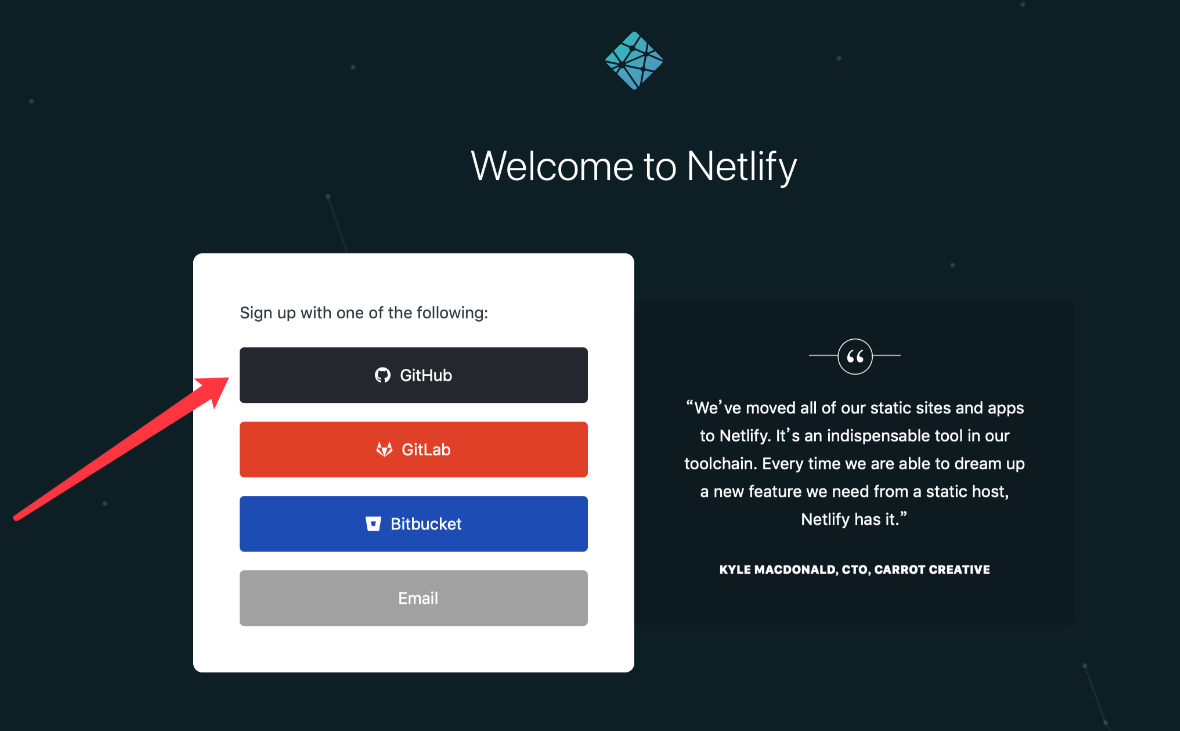 Welcome to Netlify
Sign up with one of the following:
GitHub
GitLab
Bitbucket
Email
“We’ve moved all of our static sites and apps
to Netlify. It’s an indispensable tool in our
toolchain. Every time we are able to dream up
a new feature we need from a static host,
Netlify has it.”
KYLE MACDONALD, CTO, CARROT CREATIVE